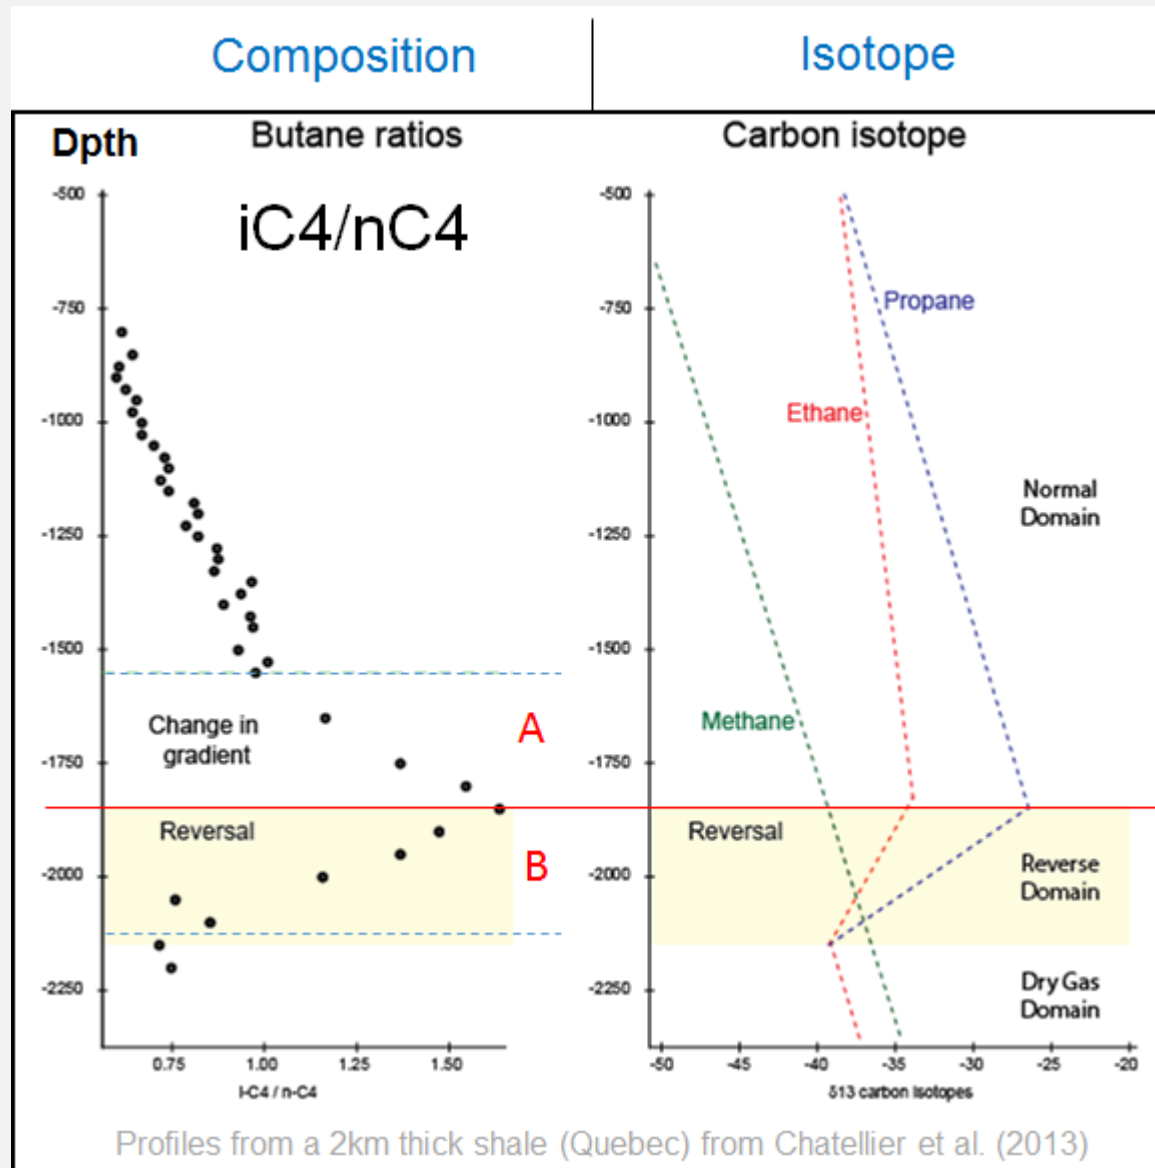 Composition
Isotope
Dpth
Butane ratios
Carbon isotope
iC4/nC4
-500
-750
-1000
-1250
-1500
-1750
-2000
-2250
Change in
gradient
A
Reversal
B
0.75
1.00
1.25
1.50
i-C4 / n-C4
-500
-750
-1000
-1250
-1500
-1750
-2000
-2250
Propane
Ethane
Normal
Domain
Methane
Reversal
Reverse
Domain
Dry Gas
Domain
-50
-45
-40
-35
-30
-25
-20
δ13 carbon isotopes
Profiles from a 2km thick shale (Quebec) from Chatellier et al. (2013)